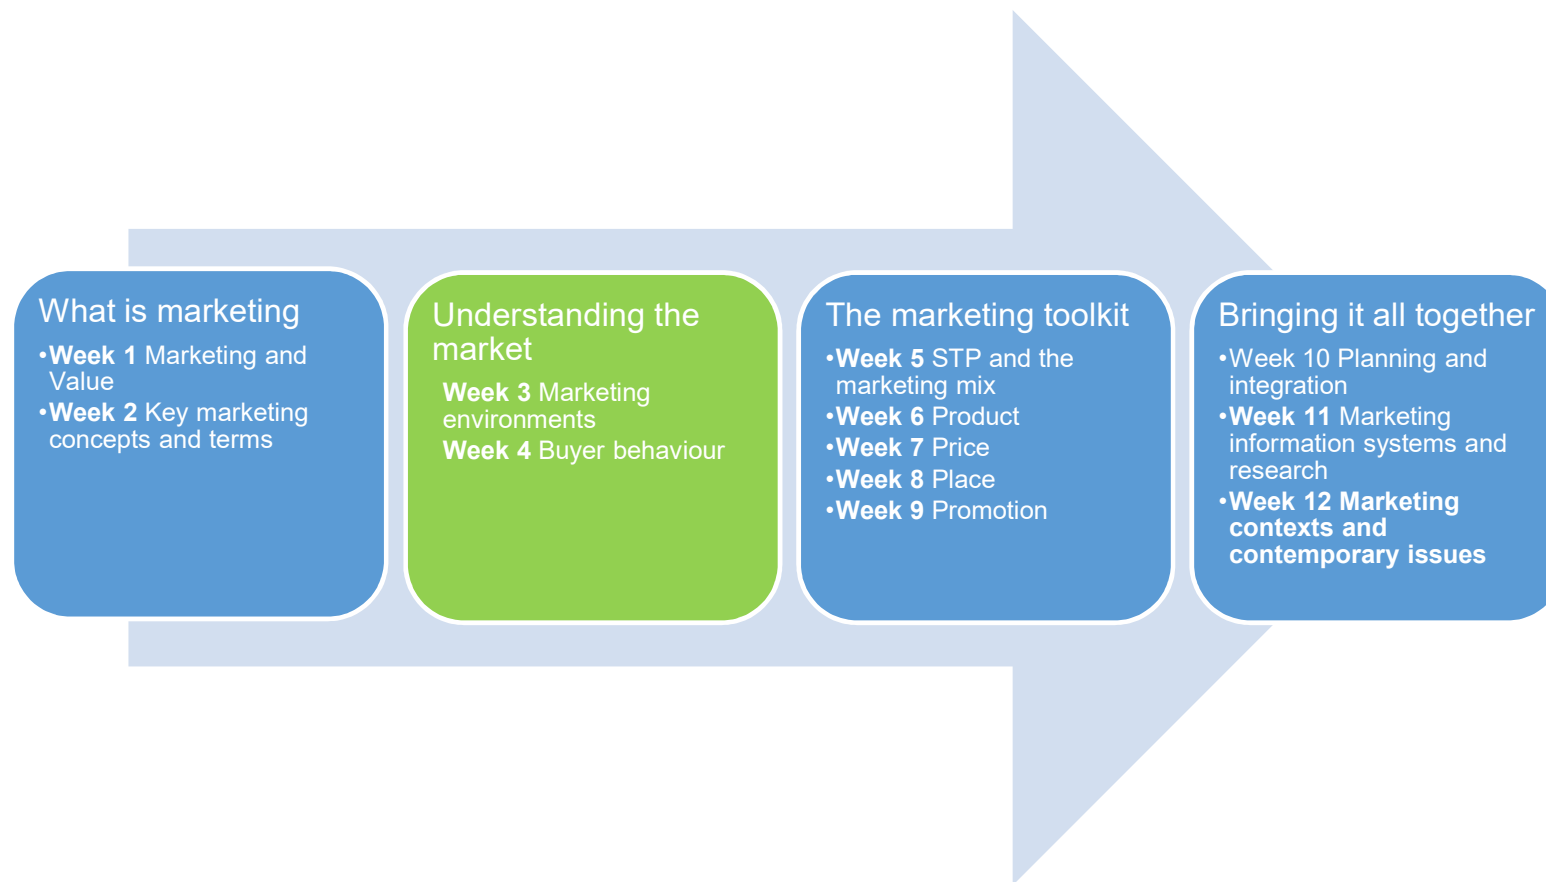 What is marketing
•Week 1 Marketing and
Value
•Week 2 Key marketing
concepts and terms
Understanding the
market
Week 3 Marketing
environments
Week 4 Buyer behaviour
The marketing toolkit
•Week 5 STP and the
marketing mix
•Week 6 Product
•Week 7 Price
•Week 8 Place
•Week 9 Promotion
Bringing it all together
•Week 10 Planning and
integration
•Week 11 Marketing
information systems and
research
•Week 12 Marketing
contexts and
contemporary issues